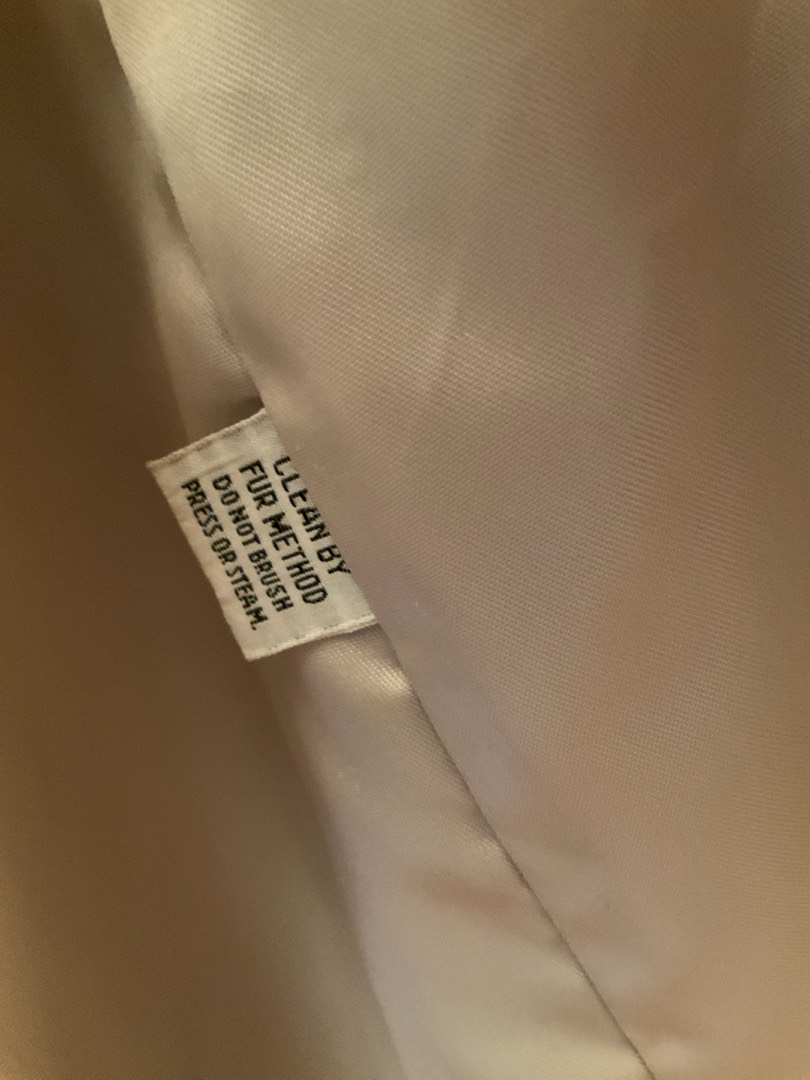 CLEAN BY
FUR METHOD
DO NOT BRUSH
PRESS OR STEAM.